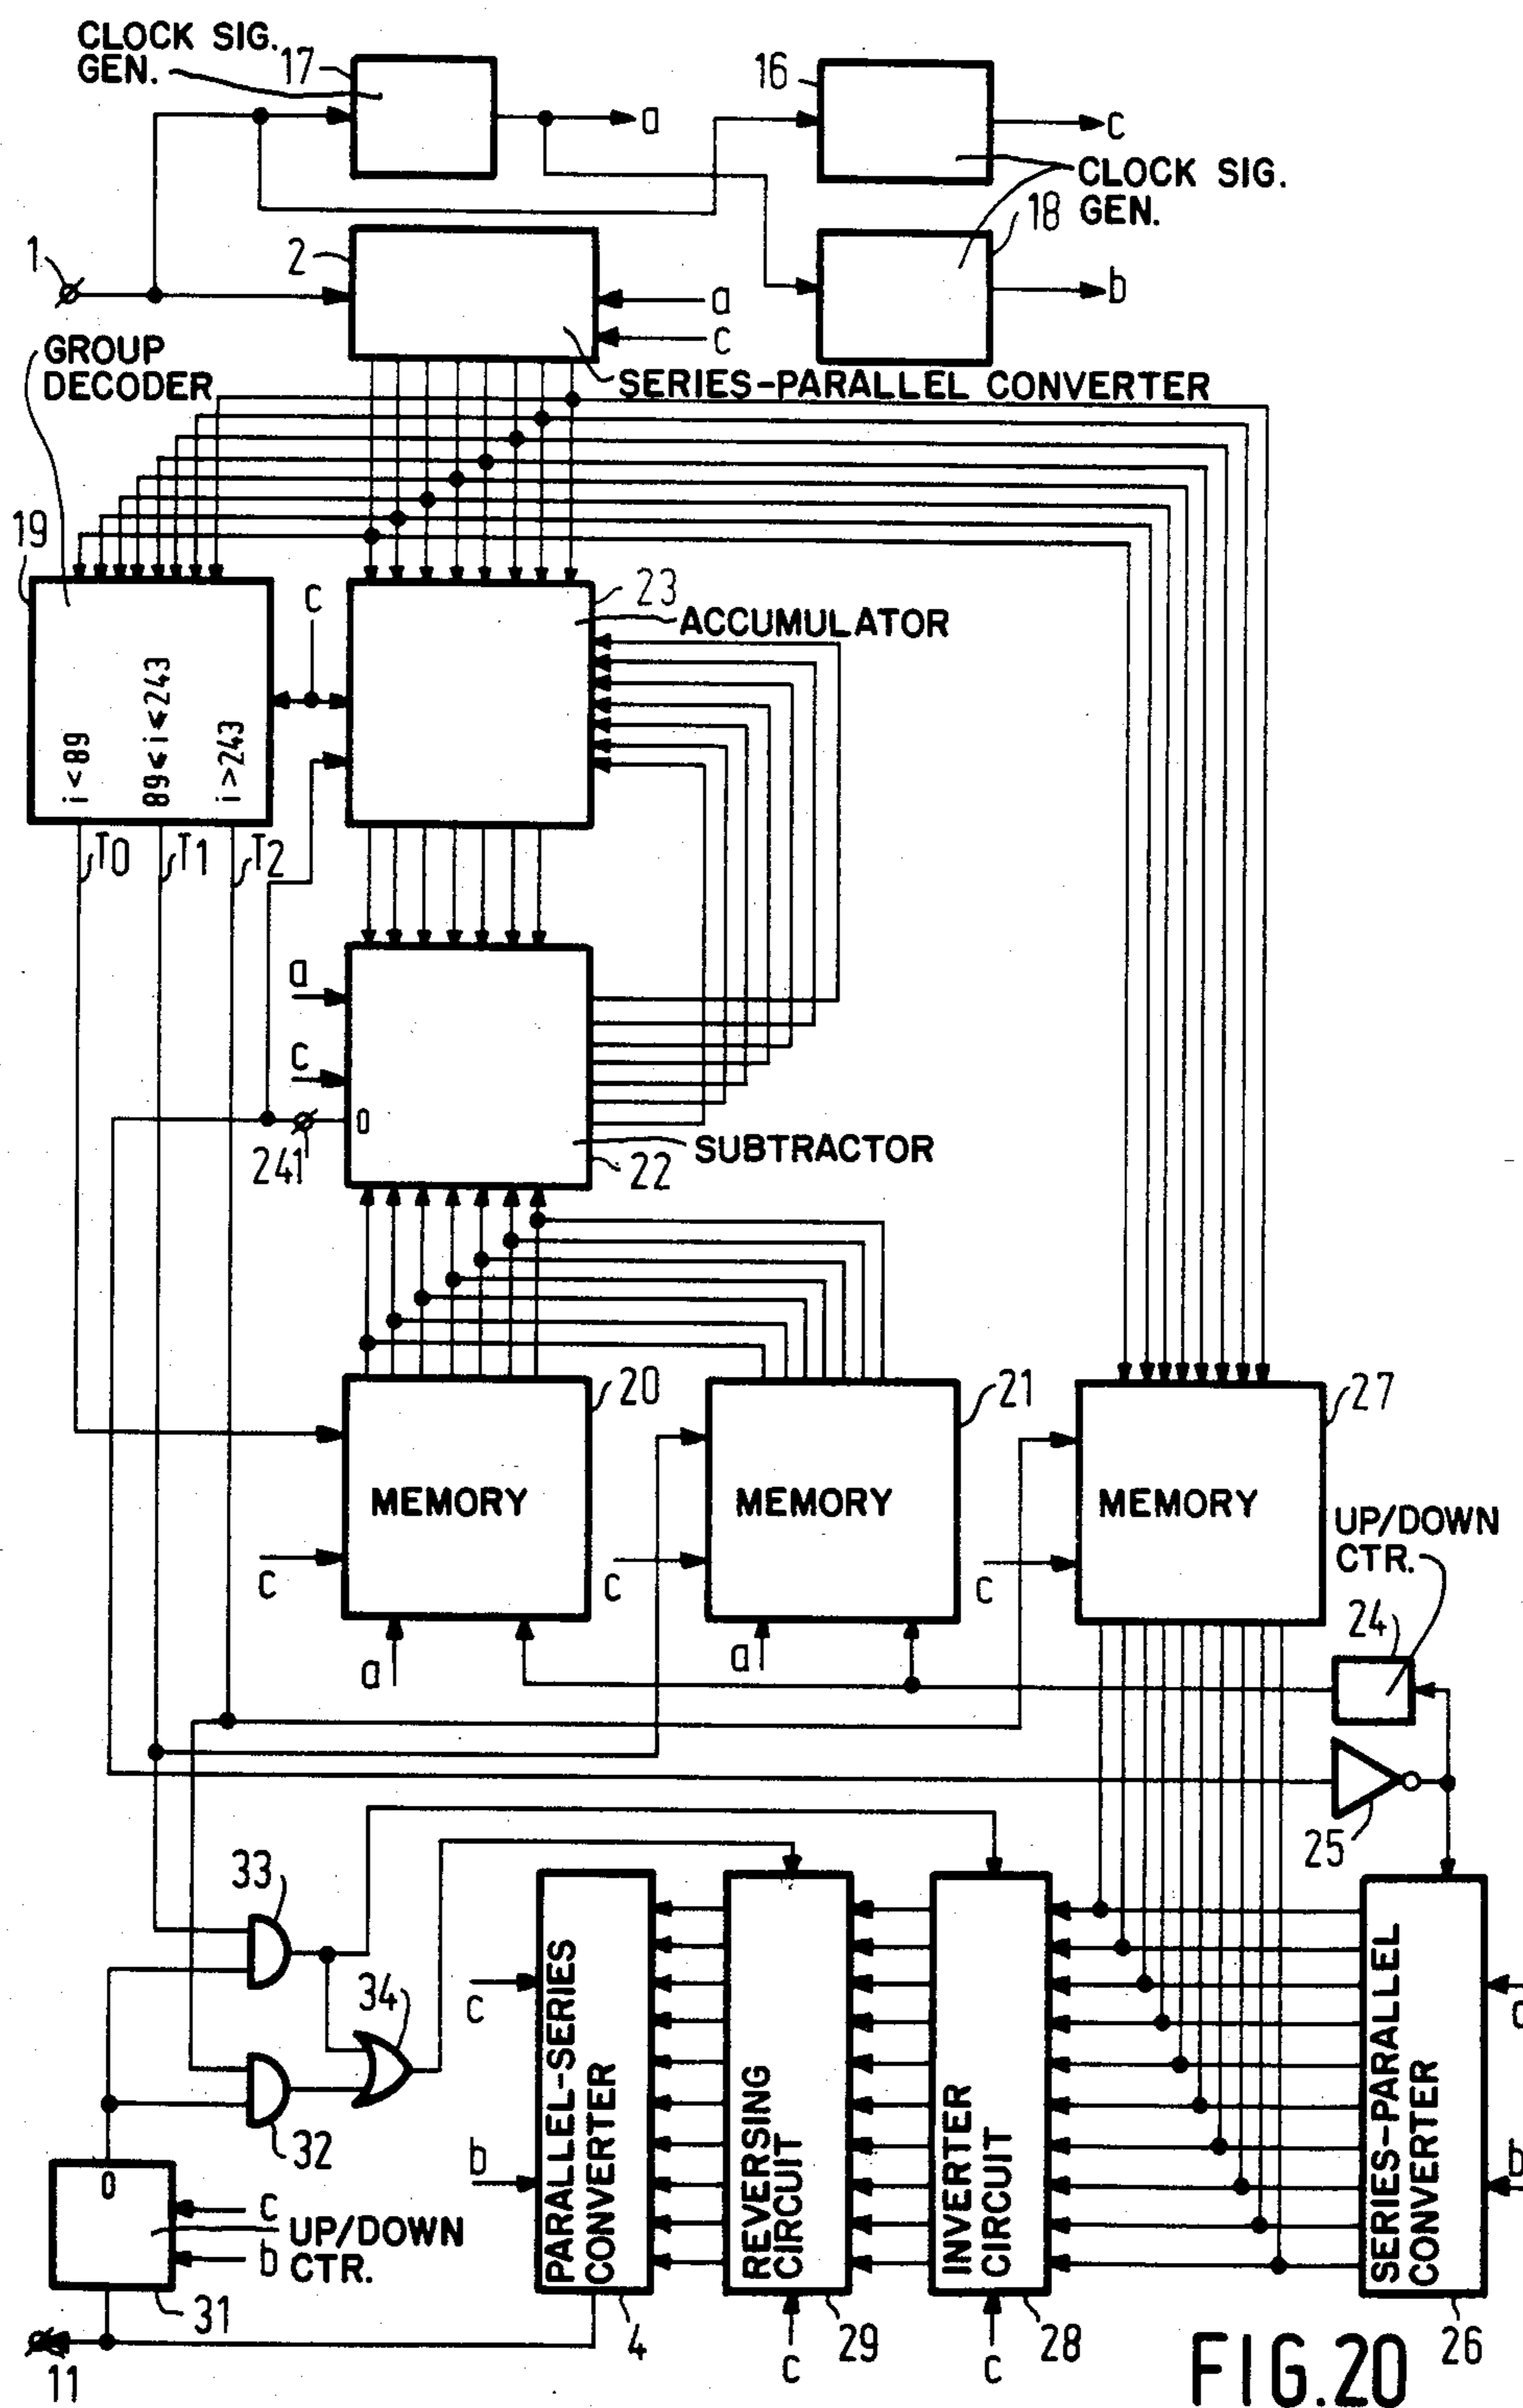 CLOCK SIG.
GEN.
17
a
16
c
CLOCK SIG.
GEN.
18
b
1
2
a
c
GROUP
DECODER
SERIES-PARALLEL CONVERTER
19
c
23
ACCUMULATOR
i < 89
89 ≤ i ≤ 243
i > 243
T0
T1
T2
a
c
0
241
SUBTRACTOR
22
20
21
27
MEMORY
MEMORY
MEMORY
UP/DOWN
CTR.
c
c
c
24
a
a
25
33
34
c
32
b
0
c
b
UP/DOWN
CTR.
31
11
PARALLEL-SERIES
CONVERTER
REVERSING
CIRCUIT
INVERTER
CIRCUIT
SERIES-PARALLEL
CONVERTER
b
4
c
29
c
28
26
FIG.20